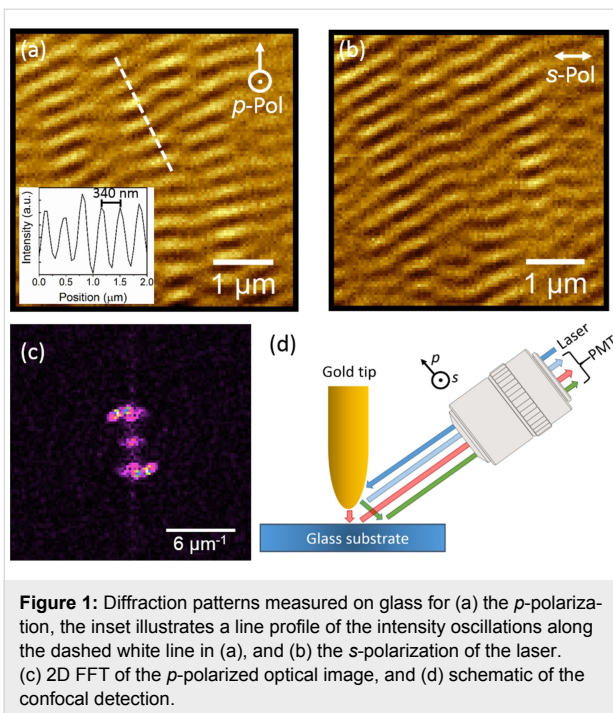 (a)
p-Pol
340 nm
Intensity (a.u.)
0.0 0.5 1.0 1.5 2.0
Position (μm)
1 μm
(b)
s-Pol
1 μm
(c)
6 μm⁻¹
(d)
Laser
PMT
p
s
Gold tip
Glass substrate
Figure 1: Diffraction patterns measured on glass for (a) the p-polariza-
tion, the inset illustrates a line profile of the intensity oscillations along
the dashed white line in (a), and (b) the s-polarization of the laser.
(c) 2D FFT of the p-polarized optical image, and (d) schematic of the
confocal detection.